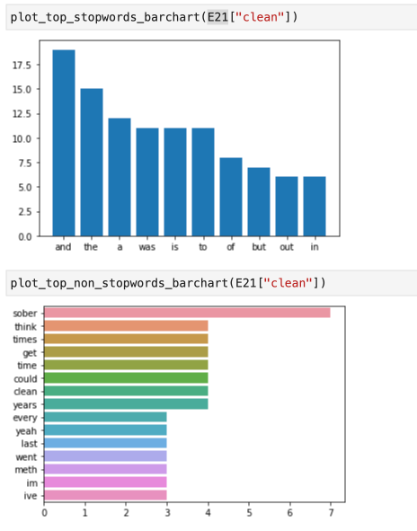 plot_top_stopwords_barchart(E21["clean"])
17.5
15.0
12.5
10.0
7.5
5.0
2.5
0.0
and the a was is to of but out in
plot_top_non_stopwords_barchart(E21["clean"])
sober
think
times
get
time
could
clean
years
every
yeah
last
went
meth
im
ive
0 1 2 3 4 5 6 7